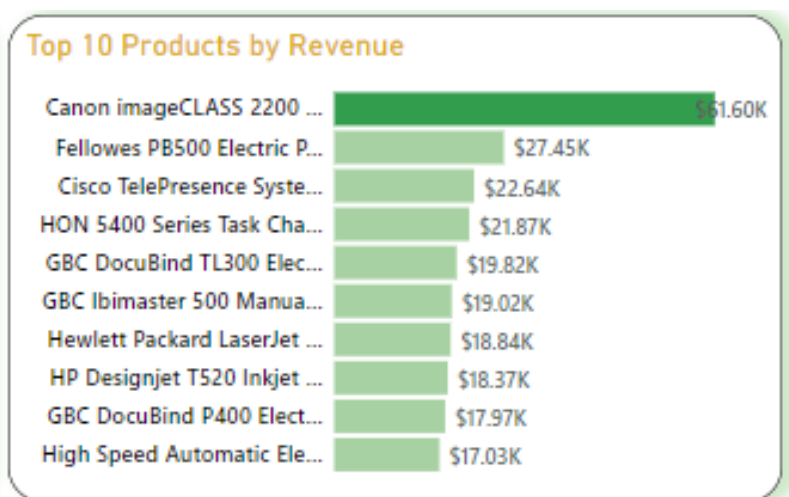 Top 10 Products by Revenue
Canon imageCLASS 2200 ... $61.60K
Fellowes PB500 Electric P... $27.45K
Cisco TelePresence Syste... $22.64K
HON 5400 Series Task Cha... $21.87K
GBC DocuBind TL300 Elec... $19.82K
GBC Ibimaster 500 Manua... $19.02K
Hewlett Packard LaserJet ... $18.84K
HP Designjet T520 Inkjet ... $18.37K
GBC DocuBind P400 Elect... $17.97K
High Speed Automatic Ele... $17.03K